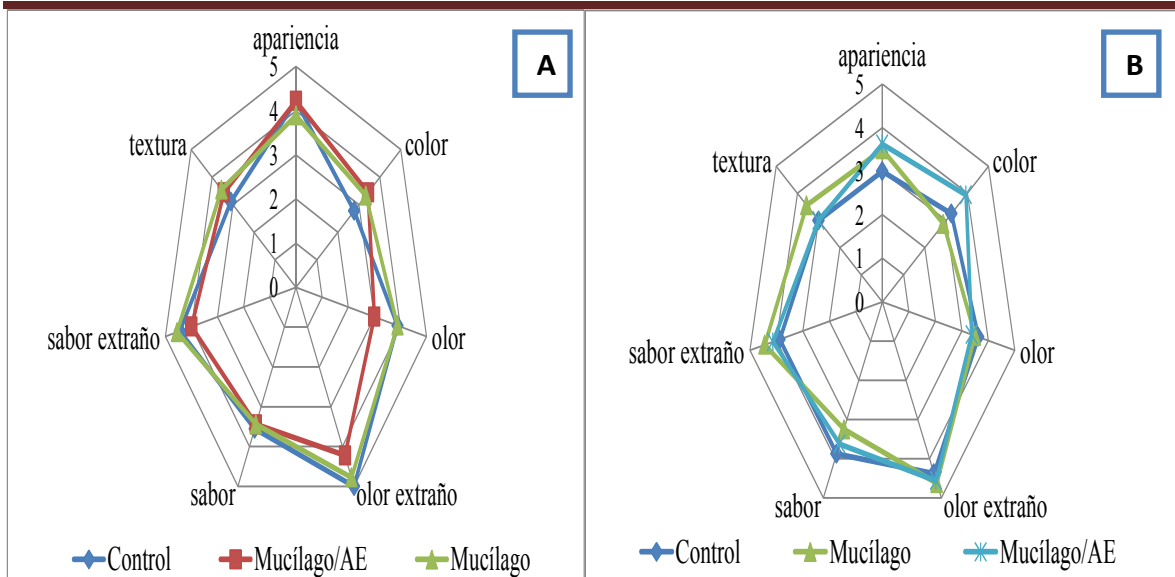 A
apariencia
5
4
3
2
1
0
textura
color
sabor extraño
olor
sabor
olor extraño
Control
Mucílago/AE
Mucílago
B
apariencia
5
4
3
2
1
0
textura
color
sabor extraño
olor
sabor
olor extraño
Control
Mucílago
Mucílago/AE